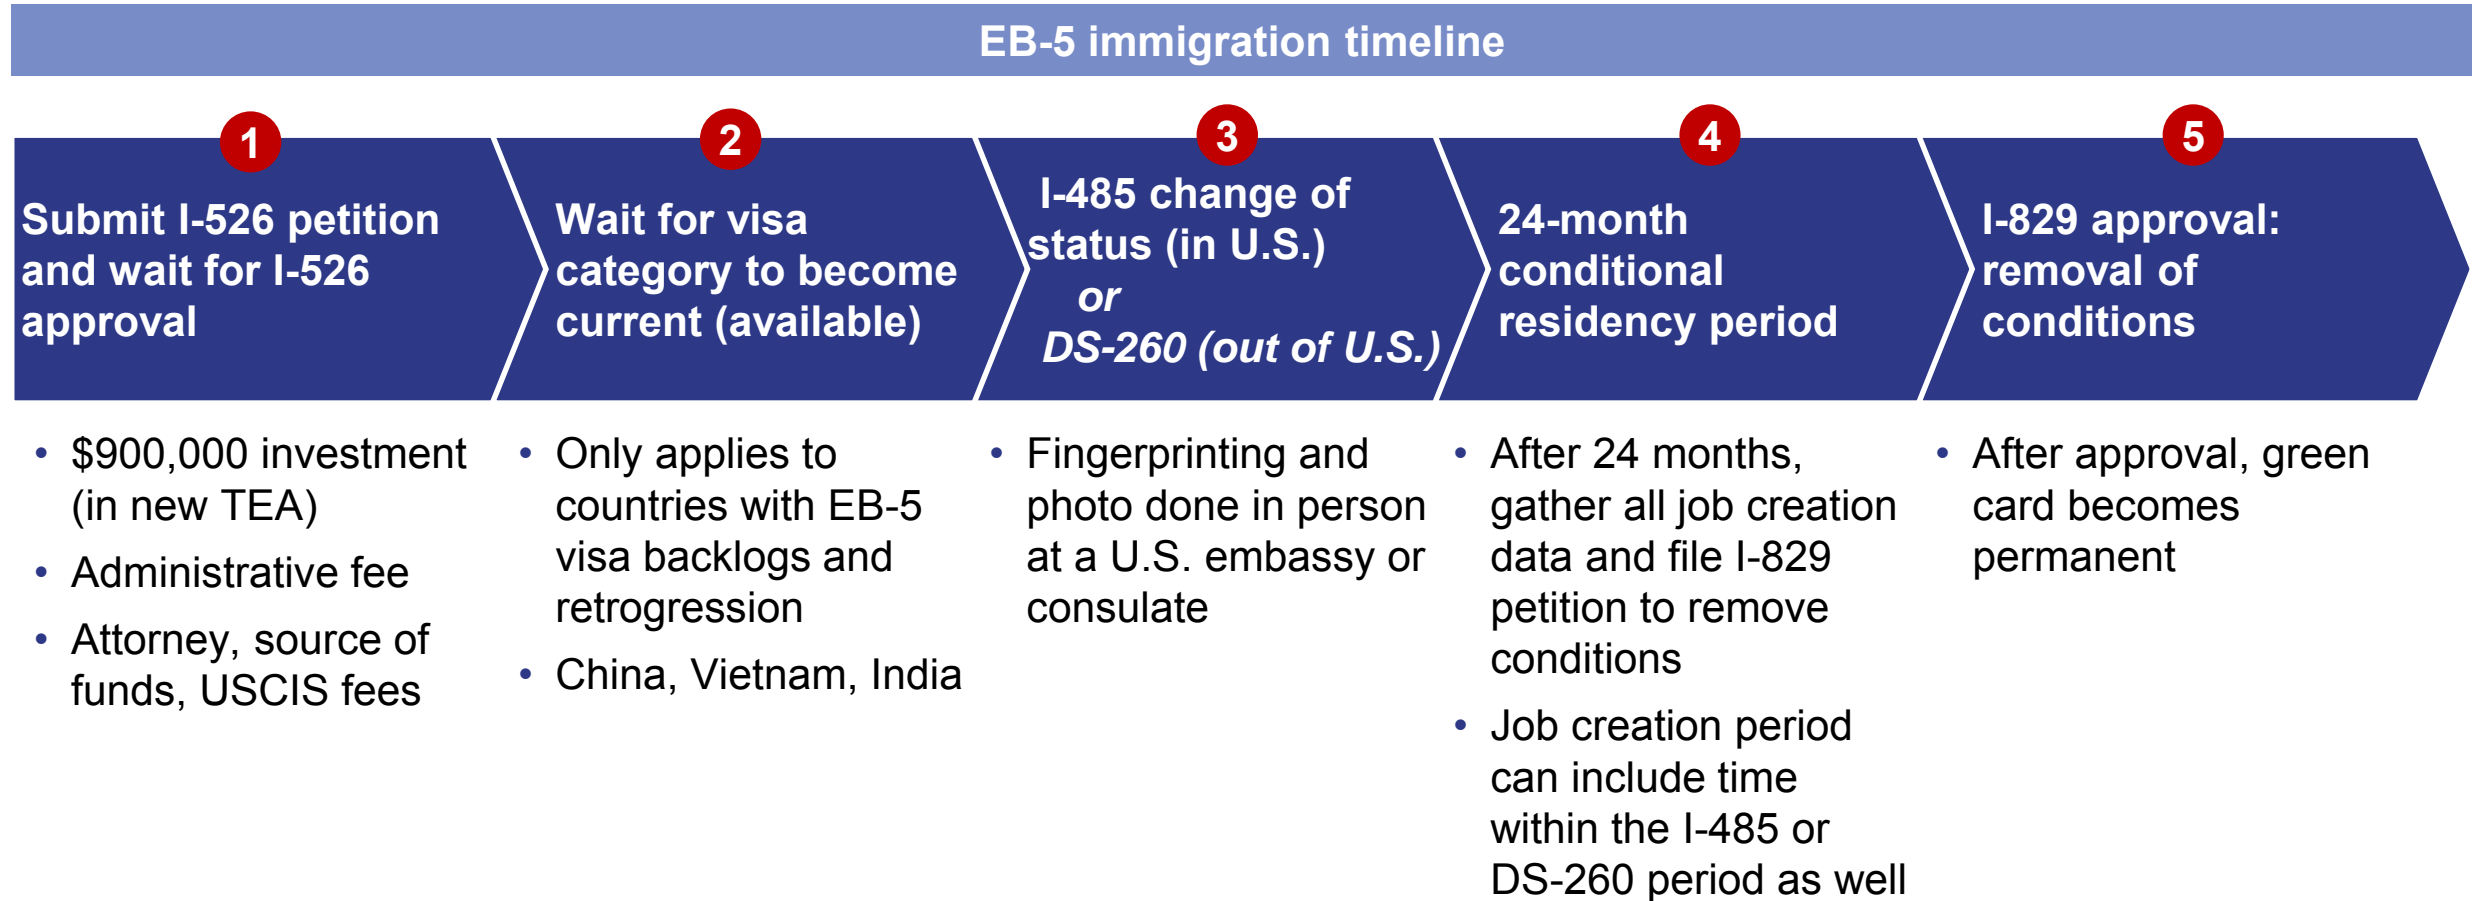 EB-5 immigration timeline
1
Submit I-526 petition
and wait for I-526
approval
• $900,000 investment
(in new TEA)
• Administrative fee
• Attorney, source of
funds, USCIS fees
2
Wait for visa
category to become
current (available)
• Only applies to
countries with EB-5
visa backlogs and
retrogression
• China, Vietnam, India
3
I-485 change of
status (in U.S.)
or
DS-260 (out of U.S.)
• Fingerprinting and
photo done in person
at a U.S. embassy or
consulate
4
24-month
conditional
residency period
• After 24 months,
gather all job creation
data and file I-829
petition to remove
conditions
• Job creation period
can include time
within the I-485 or
DS-260 period as well
5
I-829 approval:
removal of
conditions
• After approval, green
card becomes
permanent